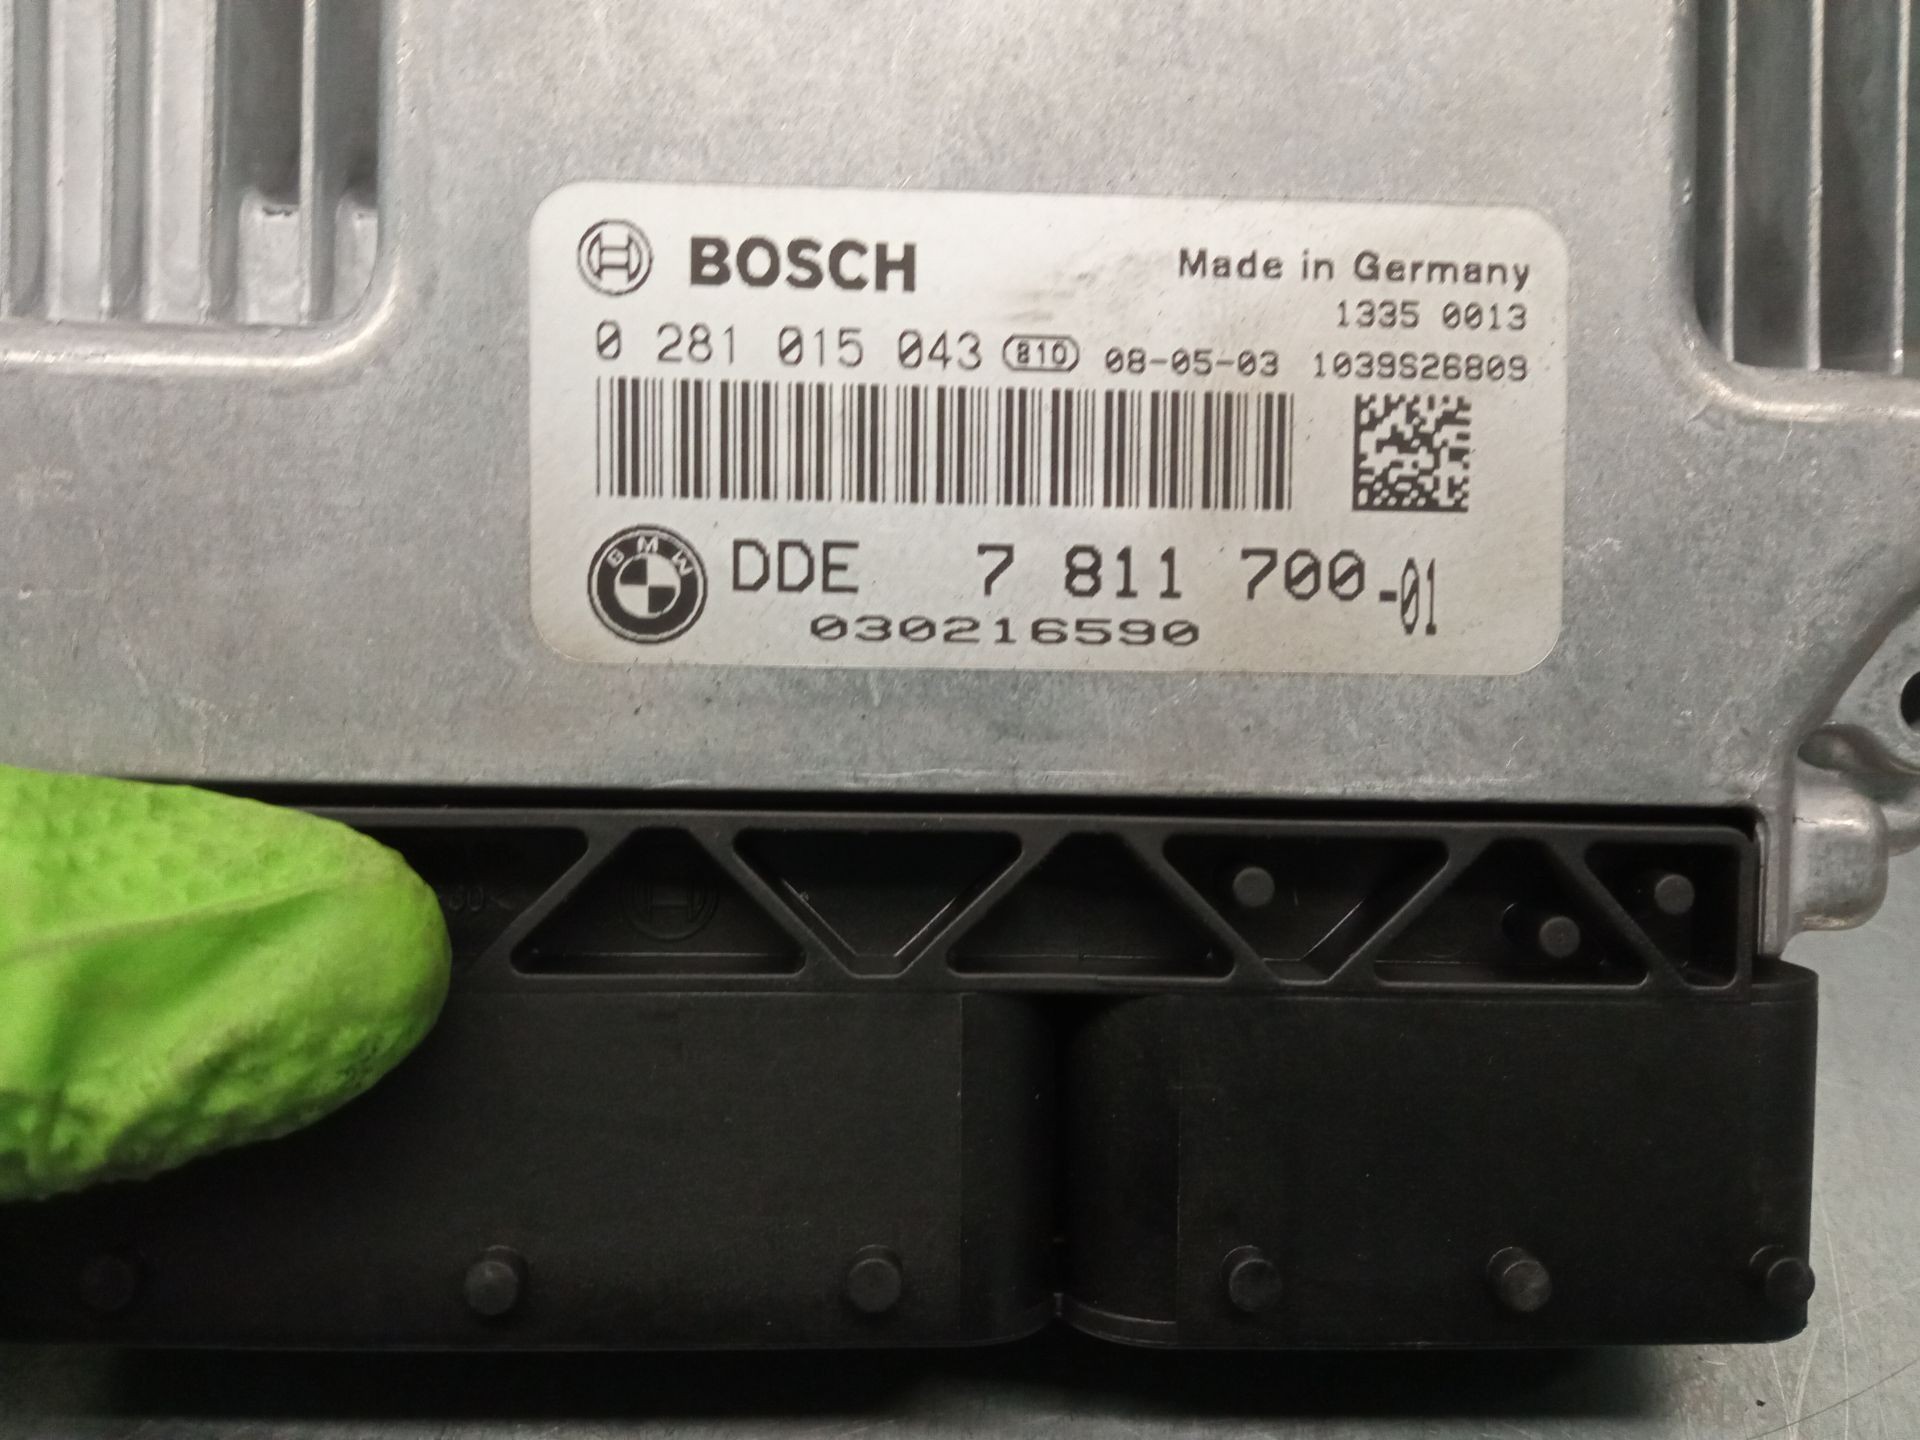 BOSCH
Made in Germany
1335 0013
0 281 015 043 B10 08-05-03 1039S26809
BMW DDE 7 811 700-01
030216590